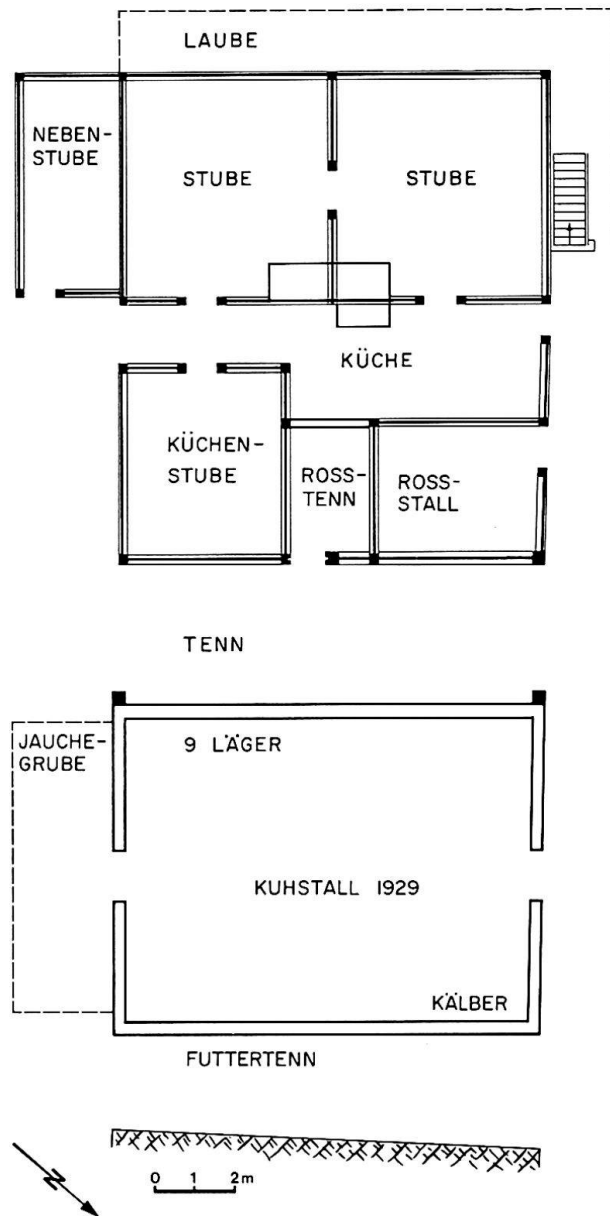 LAUBE
NEBEN-
STUBE
STUBE
STUBE
KÜCHE
KÜCHEN-
STUBE
ROSS-
TENN
ROSS-
STALL
TENN
JAUCHE-
GRUBE
9 LÄGER
KUHSTALL 1929
KÄLBER
FUTTERTENN
N
0 1 2m